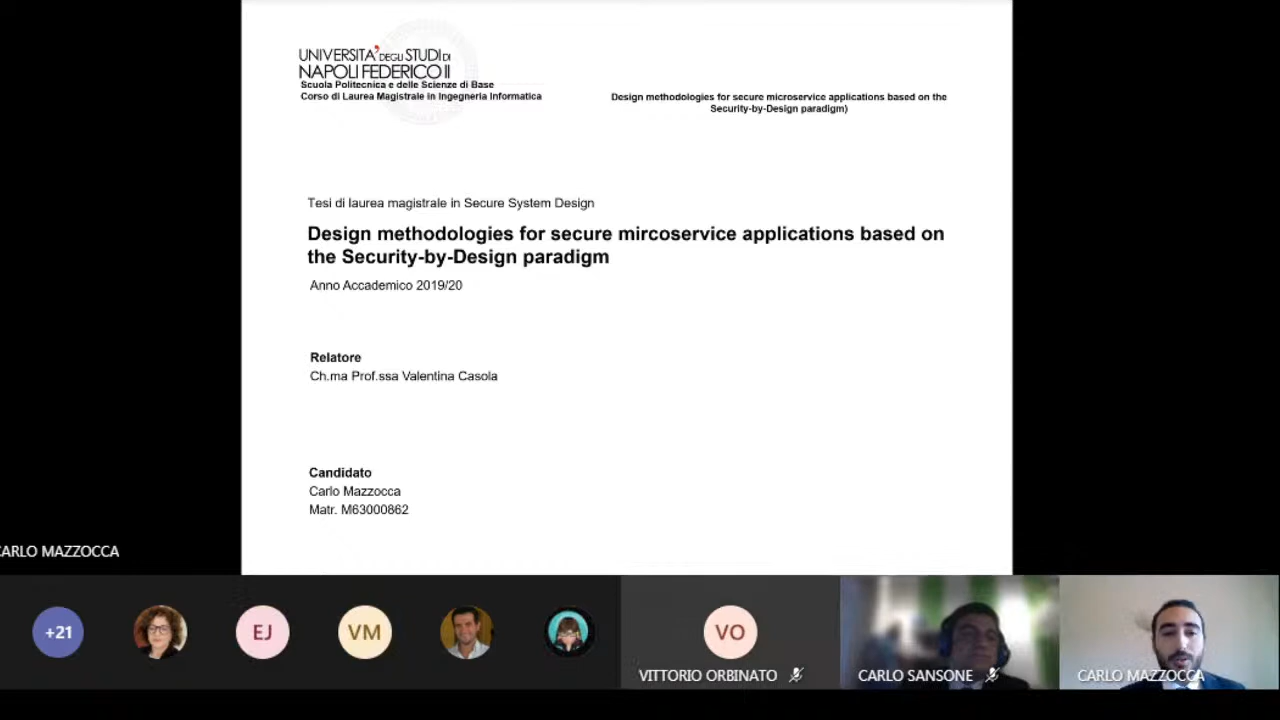 UNIVERSITA' DEGLI STUDI DI
NAPOLI FEDERICO II
Scuola Politecnica e delle Scienze di Base
Corso di Laurea Magistrale in Ingegneria Informatica
Design methodologies for secure microservice applications based on the
Security-by-Design paradigm)
Tesi di laurea magistrale in Secure System Design
Design methodologies for secure mircoservice applications based on
the Security-by-Design paradigm
Anno Accademico 2019/20
Relatore
Ch.ma Prof.ssa Valentina Casola
Candidato
Carlo Mazzocca
Matr. M63000862
CARLO MAZZOCCA
+21
EJ
VM
VO
VITTORIO ORBINATO
CARLO SANSONE
CARLO MAZZOCCA